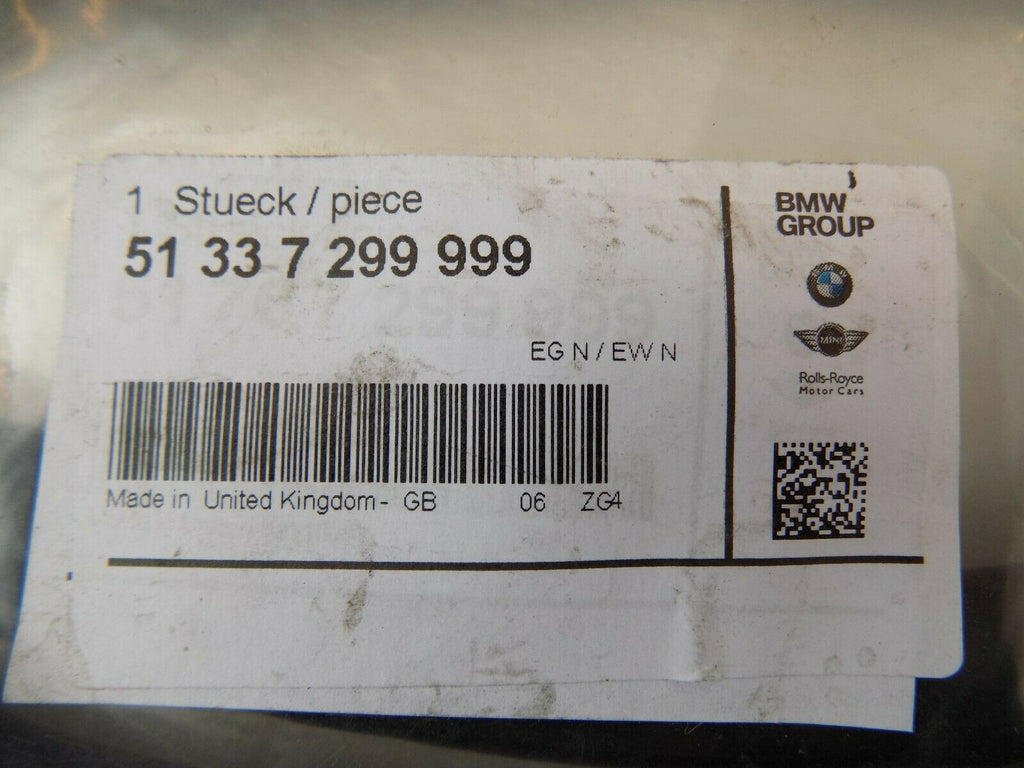 1 Stueck / piece
51 33 7 299 999
EG N / EW N
Made in United Kingdom - GB 06 ZG4
BMW
GROUP
BMW
MINI
Rolls-Royce
Motor Cars